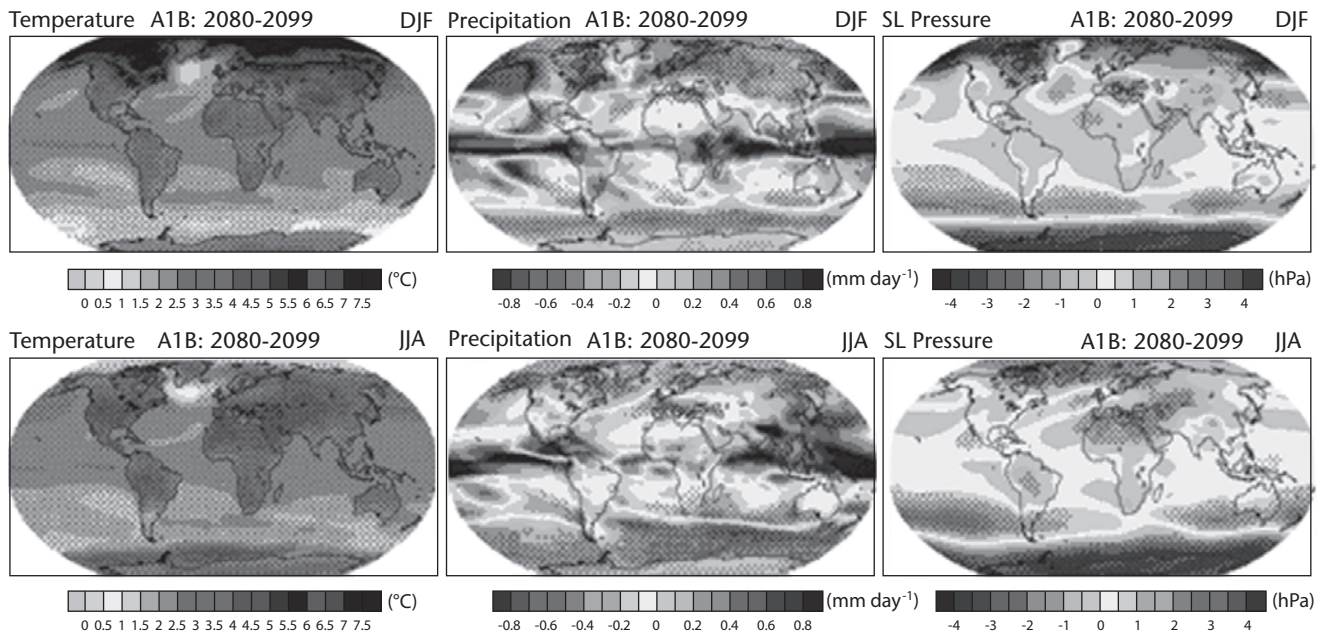 Temperature A1B: 2080-2099 DJF
Precipitation A1B: 2080-2099 DJF
SL Pressure A1B: 2080-2099 DJF
0 0.5 1 1.5 2 2.5 3 3.5 4 4.5 5 5.5 6 6.5 7 7.5 (°C)
-0.8 -0.6 -0.4 -0.2 0 0.2 0.4 0.6 0.8 (mm day⁻¹)
-4 -3 -2 -1 0 1 2 3 4 (hPa)
Temperature A1B: 2080-2099 JJA
Precipitation A1B: 2080-2099 JJA
SL Pressure A1B: 2080-2099 JJA
0 0.5 1 1.5 2 2.5 3 3.5 4 4.5 5 5.5 6 6.5 7 7.5 (°C)
-0.8 -0.6 -0.4 -0.2 0 0.2 0.4 0.6 0.8 (mm day⁻¹)
-4 -3 -2 -1 0 1 2 3 4 (hPa)